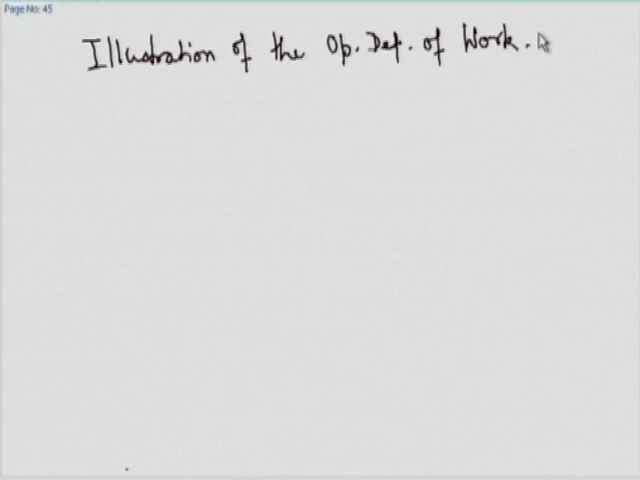 Page No: 45
Illustration of the Op. Def. of Work.